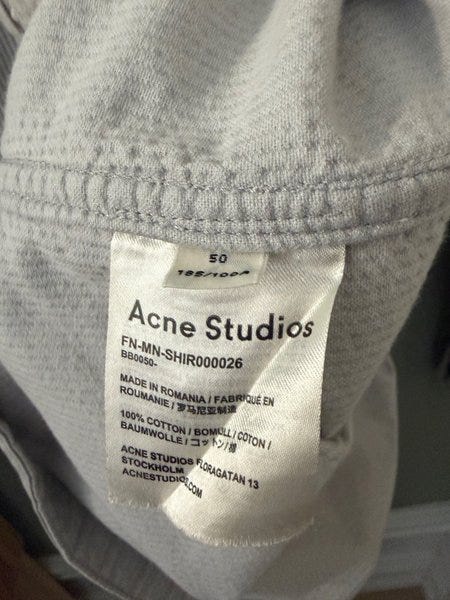 50
185/100A
Acne Studios
FN-MN-SHIR000026
BB0050-
MADE IN ROMANIA / FABRIQUÉ EN
ROUMANIE / 罗马尼亚制造
100% COTTON / BOMULL / COTON /
BAUMWOLLE / コットン / 棉
ACNE STUDIOS FLORAGATAN 13
STOCKHOLM
ACNESTUDIOS.COM